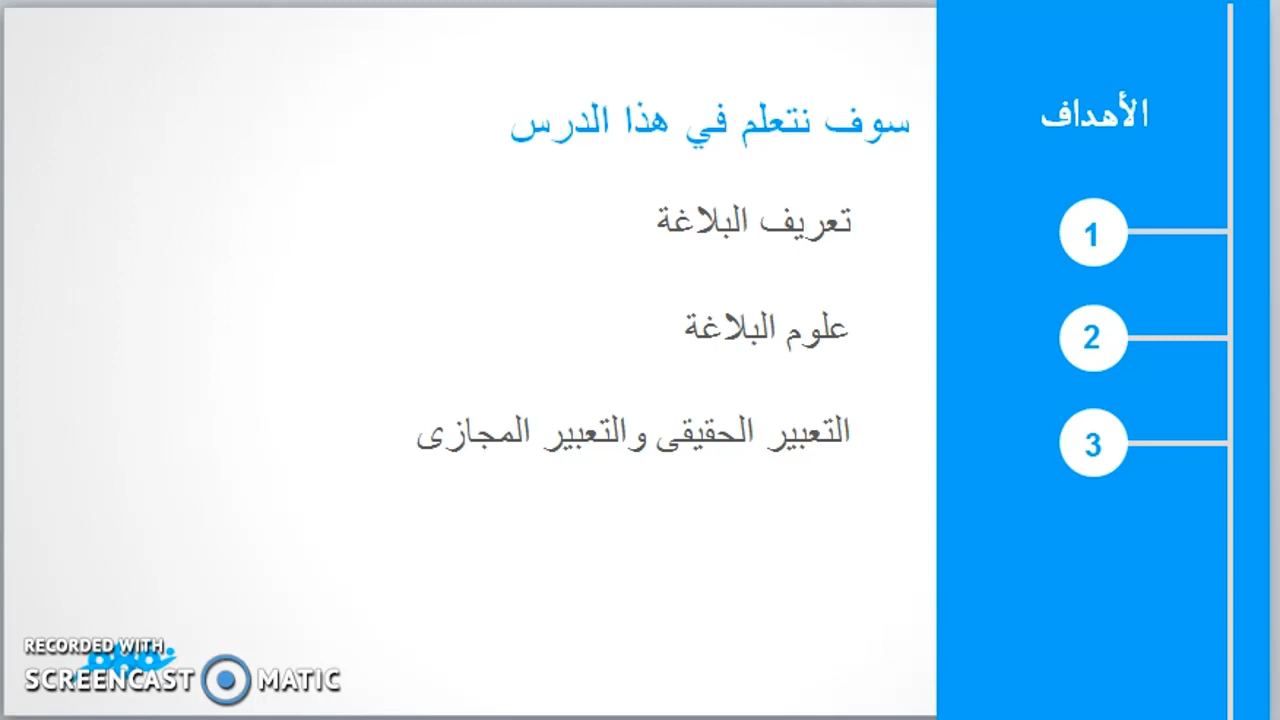 الأهداف
سوف نتعلم في هذا الدرس
1
تعريف البلاغة
2
علوم البلاغة
3
التعبير الحقيقى والتعبير المجازى
RECORDED WITH
SCREENCAST MATIC